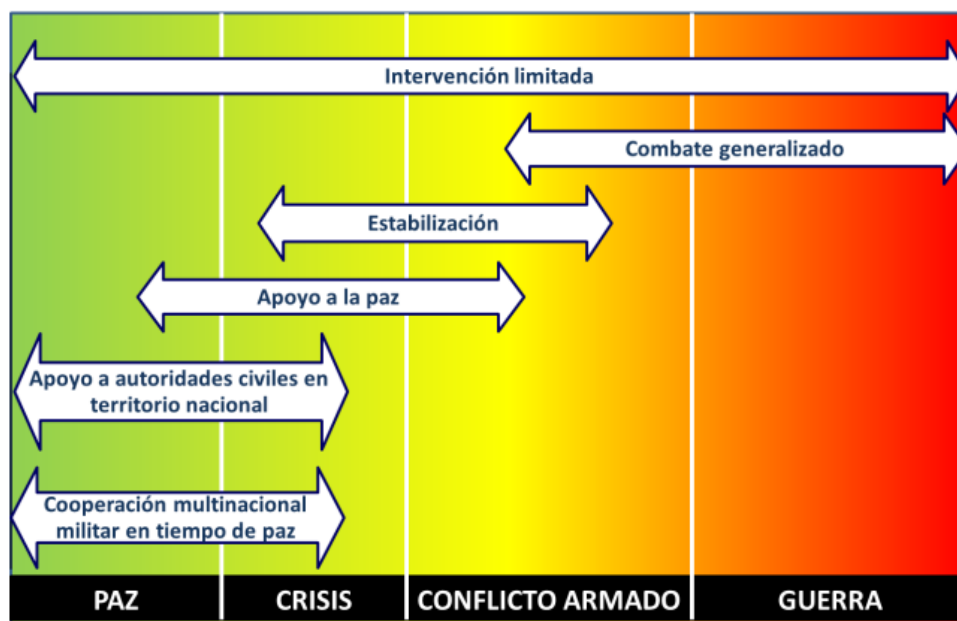 Intervención limitada
Combate generalizado
Estabilización
Apoyo a la paz
Apoyo a autoridades civiles en
territorio nacional
Cooperación multinacional
militar en tiempo de paz
PAZ CRISIS CONFLICTO ARMADO GUERRA